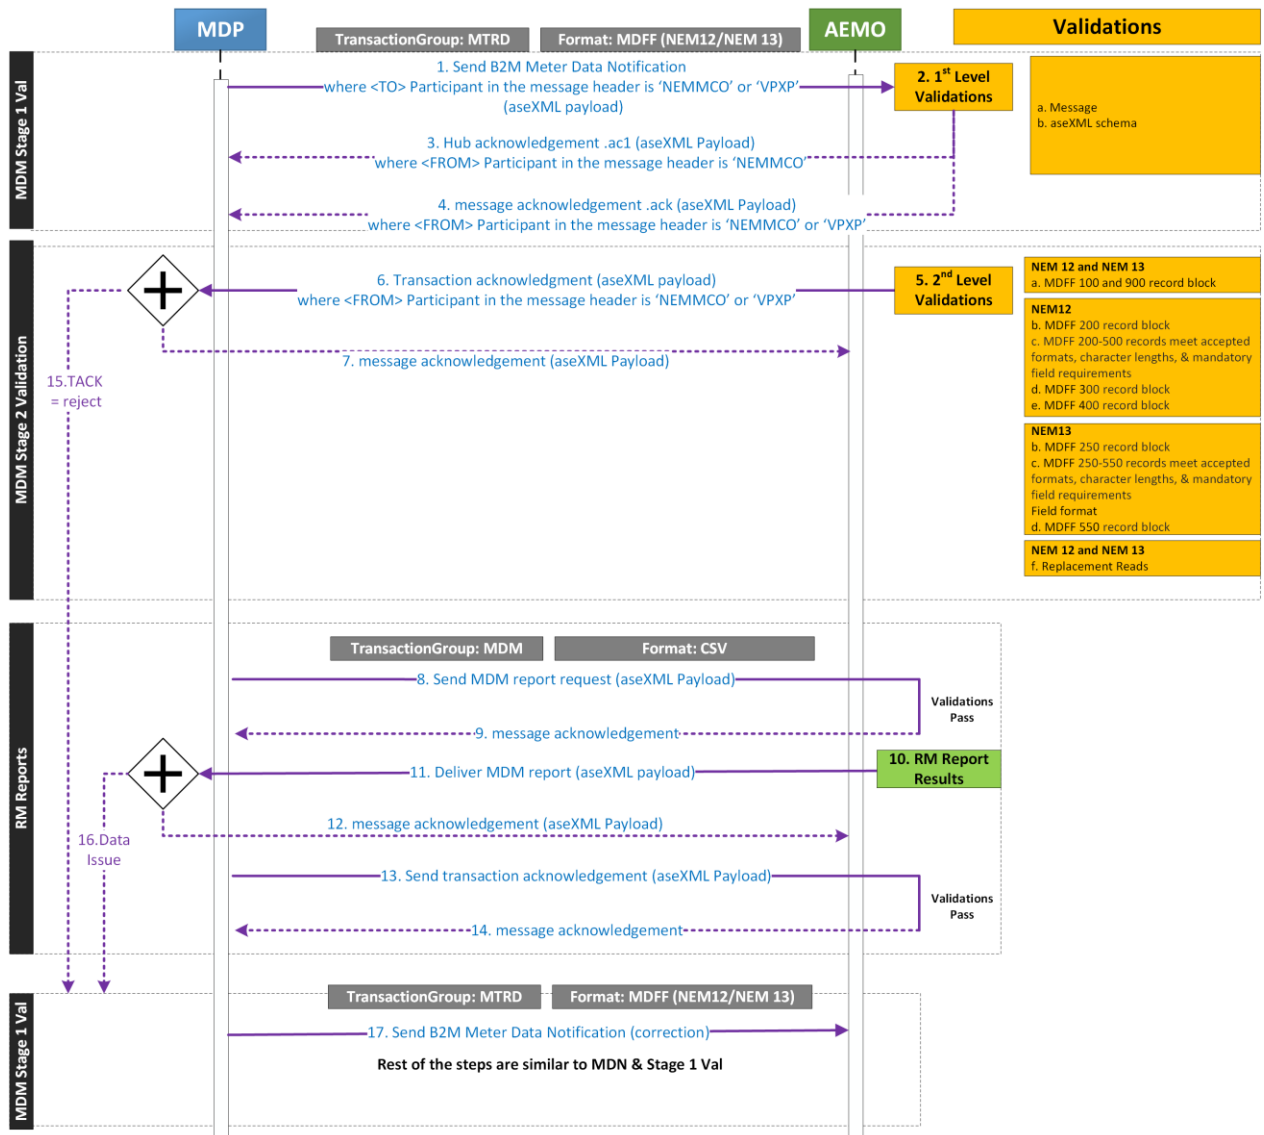 MDP
AEMO
Validations
TransactionGroup: MTRD
Format: MDFF (NEM12/NEM 13)
MDM Stage 1 Val
1. Send B2M Meter Data Notification
where <TO> Participant in the message header is ‘NEMMCO’ or ‘VPXP’
(aseXML payload)
2. 1st Level
Validations
a. Message
b. aseXML schema
3. Hub acknowledgement .ac1 (aseXML Payload)
where <FROM> Participant in the message header is ‘NEMMCO’
4. message acknowledgement .ack (aseXML Payload)
where <FROM> Participant in the message header is ‘NEMMCO’ or ‘VPXP’
MDM Stage 2 Validation
6. Transaction acknowledgment (aseXML payload)
where <FROM> Participant in the message header is ‘NEMMCO’ or ‘VPXP’
5. 2nd Level
Validations
NEM 12 and NEM 13
a. MDFF 100 and 900 record block
7. message acknowledgement (aseXML Payload)
NEM12
b. MDFF 200 record block
c. MDFF 200-500 records meet accepted
formats, character lengths, & mandatory
field requirements
d. MDFF 300 record block
e. MDFF 400 record block
15.TACK
= reject
NEM13
b. MDFF 250 record block
c. MDFF 250-550 records meet accepted
formats, character lengths, & mandatory
field requirements
Field format
d. MDFF 550 record block
NEM 12 and NEM 13
f. Replacement Reads
RM Reports
TransactionGroup: MDM
Format: CSV
8. Send MDM report request (aseXML Payload)
Validations
Pass
9. message acknowledgement
10. RM Report
Results
11. Deliver MDM report (aseXML payload)
12. message acknowledgement (aseXML Payload)
16.Data
Issue
13. Send transaction acknowledgement (aseXML Payload)
Validations
Pass
14. message acknowledgement
MDM Stage 1 Val
TransactionGroup: MTRD
Format: MDFF (NEM12/NEM 13)
17. Send B2M Meter Data Notification (correction)
Rest of the steps are similar to MDN & Stage 1 Val